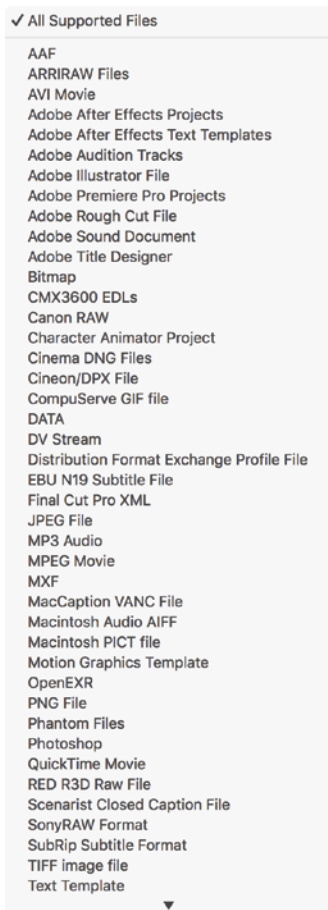 ✓ All Supported Files
AAF
ARRIRAW Files
AVI Movie
Adobe After Effects Projects
Adobe After Effects Text Templates
Adobe Audition Tracks
Adobe Illustrator File
Adobe Premiere Pro Projects
Adobe Rough Cut File
Adobe Sound Document
Adobe Title Designer
Bitmap
CMX3600 EDLs
Canon RAW
Character Animator Project
Cinema DNG Files
Cineon/DPX File
CompuServe GIF file
DATA
DV Stream
Distribution Format Exchange Profile File
EBU N19 Subtitle File
Final Cut Pro XML
JPEG File
MP3 Audio
MPEG Movie
MXF
MacCaption VANC File
Macintosh Audio AIFF
Macintosh PICT file
Motion Graphics Template
OpenEXR
PNG File
Phantom Files
Photoshop
QuickTime Movie
RED R3D Raw File
Scenarist Closed Caption File
SonyRAW Format
SubRip Subtitle Format
TIFF image file
Text Template